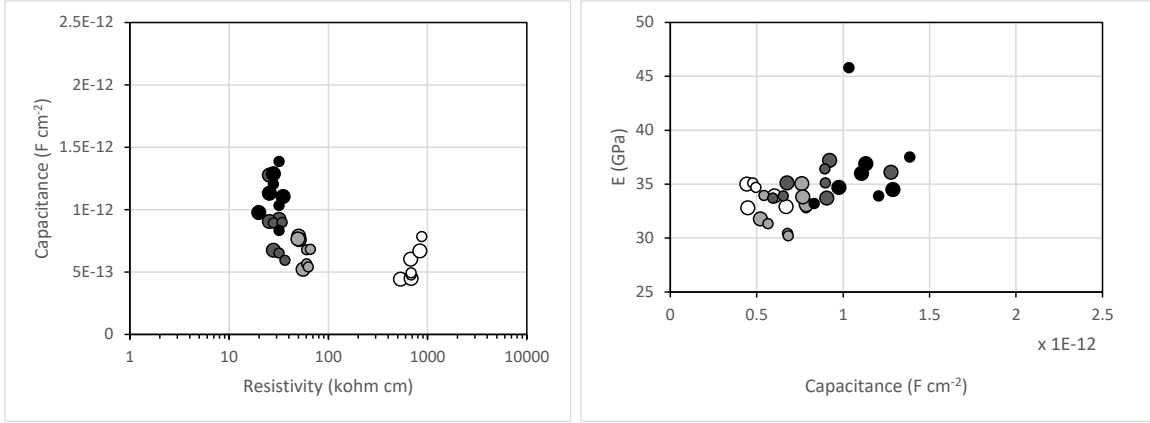 2.5E-12
2E-12
1.5E-12
1E-12
5E-13
0
Capacitance (F cm-2)
1 10 100 1000 10000
Resistivity (kohm cm)
50
45
40
35
30
25
E (GPa)
0 0.5 1 1.5 2 2.5
x 1E-12
Capacitance (F cm-2)